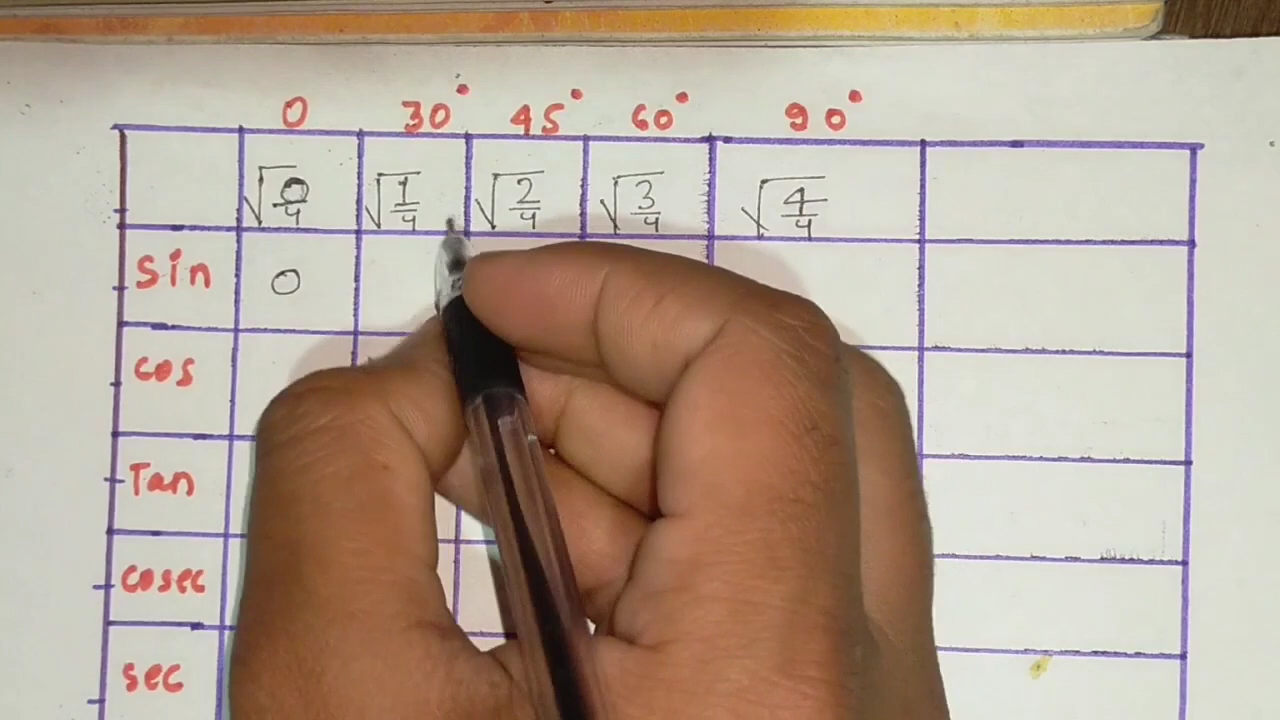 0 30° 45° 60° 90°
√0/4 √1/4 √2/4 √3/4 √4/4
Sin 0
cos
Tan
cosec
sec